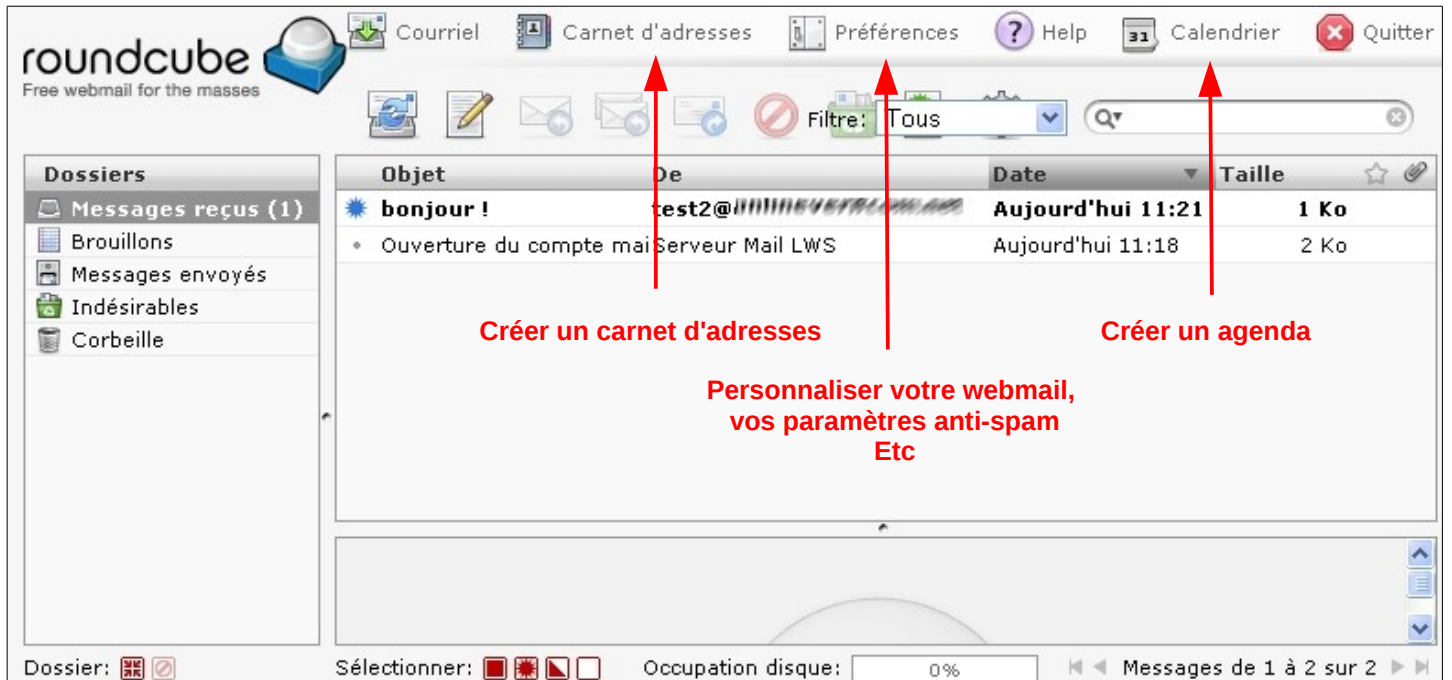 Courriel Carnet d'adresses Préférences ? Help 31 Calendrier Quitter
roundcube
Free webmail for the masses
Filtre: Tous
Dossiers
Messages reçus (1)
Brouillons
Messages envoyés
Indésirables
Corbeille
Objet De Date Taille
bonjour ! test2@ Aujourd'hui 11:21 1 Ko
Ouverture du compte mai Serveur Mail LWS Aujourd'hui 11:18 2 Ko
Créer un carnet d'adresses
Créer un agenda
Personnaliser votre webmail,
vos paramètres anti-spam
Etc
Dossier: Sélectionner: Occupation disque: 0% Messages de 1 à 2 sur 2